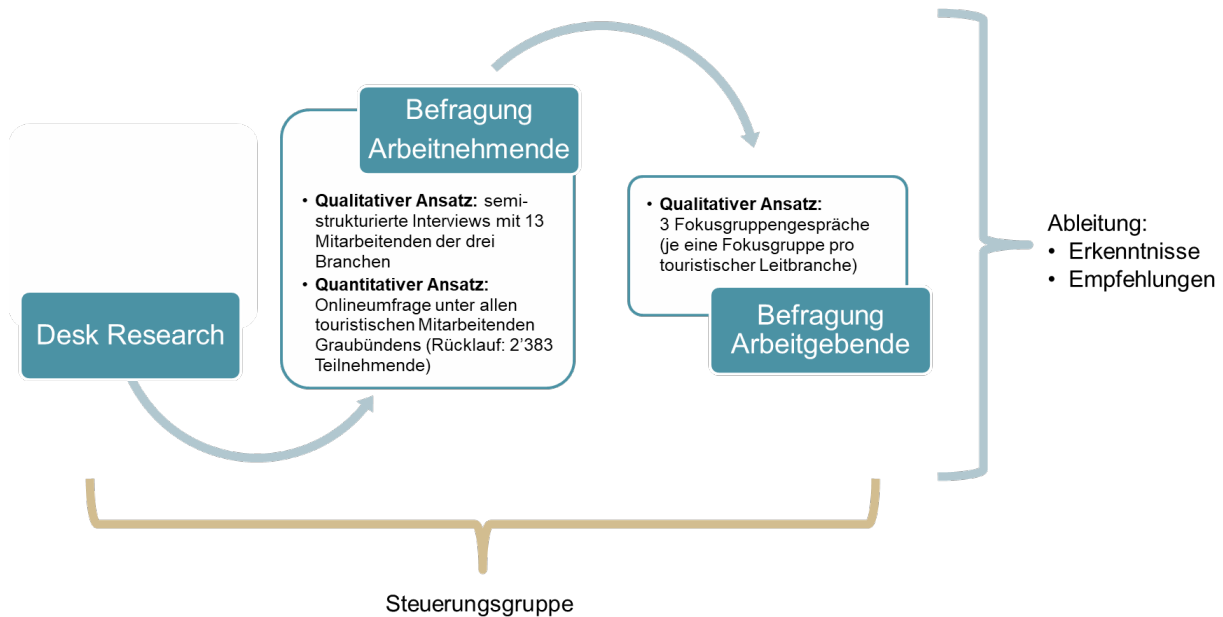 Desk Research
Befragung
Arbeitnehmende
• Qualitativer Ansatz: semi-
strukturierte Interviews mit 13
Mitarbeitenden der drei
Branchen
• Quantitativer Ansatz:
Onlineumfrage unter allen
touristischen Mitarbeitenden
Graubündens (Rücklauf: 2’383
Teilnehmende)
• Qualitativer Ansatz:
3 Fokusgruppengespräche
(je eine Fokusgruppe pro
touristischer Leitbranche)
Befragung
Arbeitgebende
Ableitung:
• Erkenntnisse
• Empfehlungen
Steuerungsgruppe